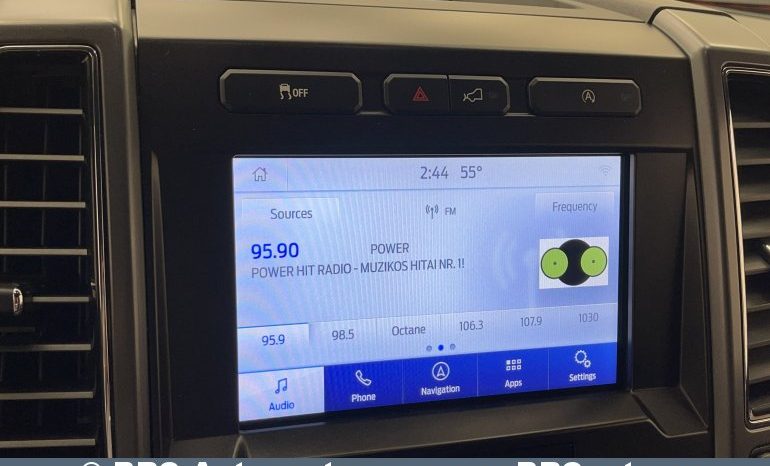 OFF
2:44 55°
Sources FM Frequency
95.90 POWER
POWER HIT RADIO - MUZIKOS HITAI NR. 1!
95.9 98.5 Octane 106.3 107.9 1030
Audio Phone Navigation Apps Settings